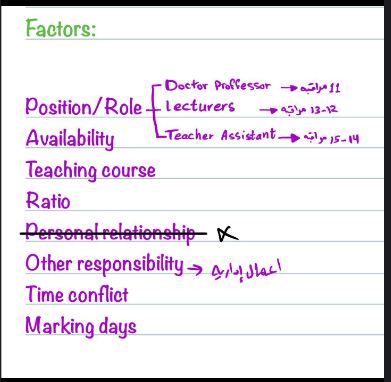 Factors:
Doctor Proffessor → مراتبه 11
Position/Role
Lecturers → مراتبه 13-12
Availability
Teacher Assistant → مراتبه 15-14
Teaching course
Ratio
Personal relationship ×
Other responsibility → اعمال إدارية
Time conflict
Marking days